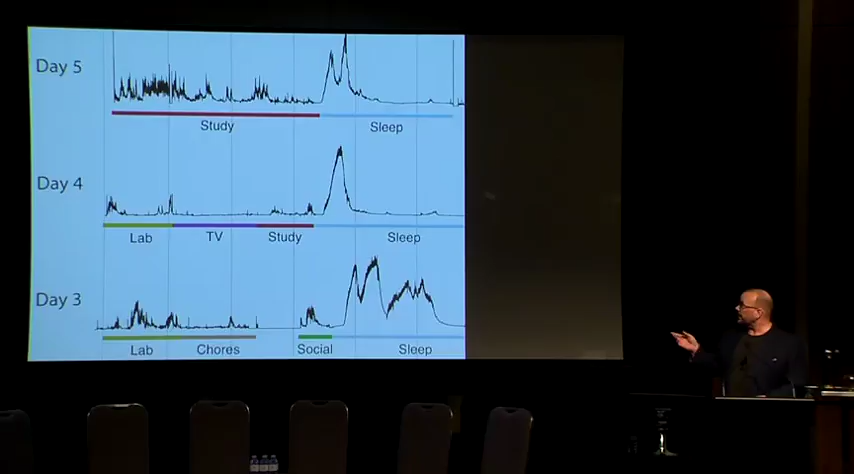 Day 5
Study Sleep
Day 4
Lab TV Study Sleep
Day 3
Lab Chores Social Sleep